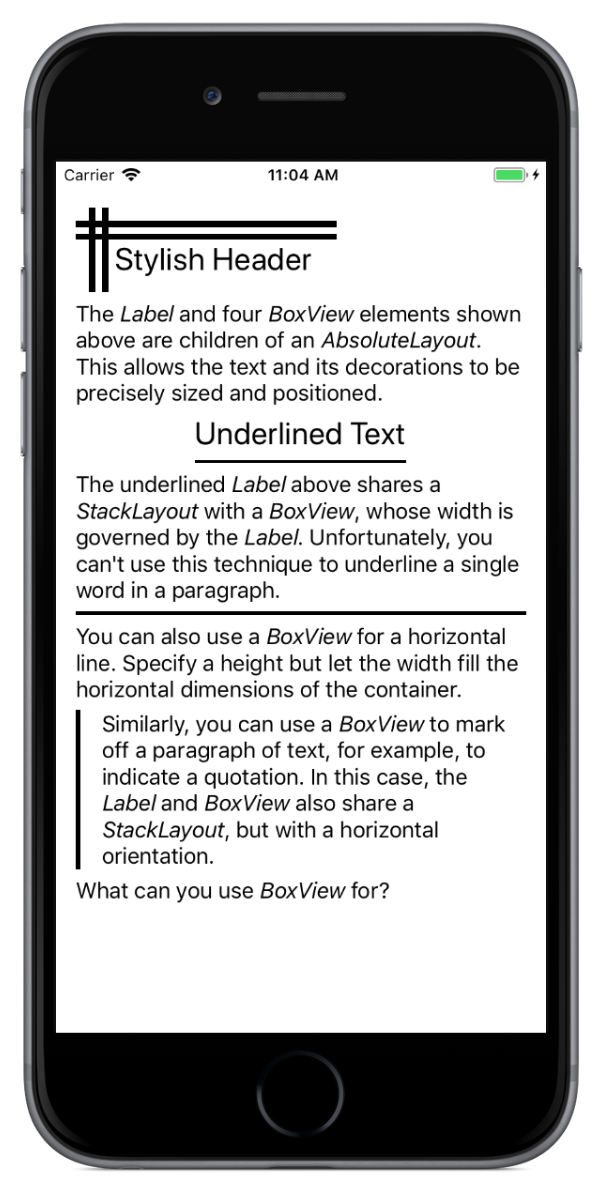 Carrier 11:04 AM
Stylish Header
The Label and four BoxView elements shown
above are children of an AbsoluteLayout.
This allows the text and its decorations to be
precisely sized and positioned.
Underlined Text
The underlined Label above shares a
StackLayout with a BoxView, whose width is
governed by the Label. Unfortunately, you
can't use this technique to underline a single
word in a paragraph.
You can also use a BoxView for a horizontal
line. Specify a height but let the width fill the
horizontal dimensions of the container.
Similarly, you can use a BoxView to mark
off a paragraph of text, for example, to
indicate a quotation. In this case, the
Label and BoxView also share a
StackLayout, but with a horizontal
orientation.
What can you use BoxView for?